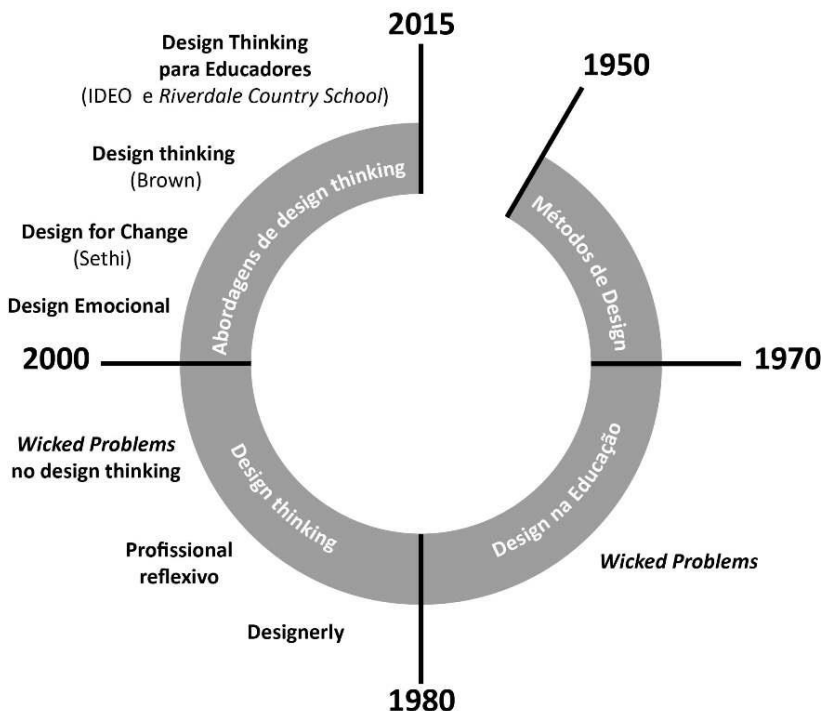 2015
1950
Design Thinking
para Educadores
(IDEO e Riverdale Country School)
Design thinking
(Brown)
Design for Change
(Sethi)
Design Emocional
Abordagens de design thinking
Métodos de Design
2000
1970
Wicked Problems
no design thinking
Design thinking
Design na Educação
Profissional
reflexivo
Wicked Problems
Designerly
1980